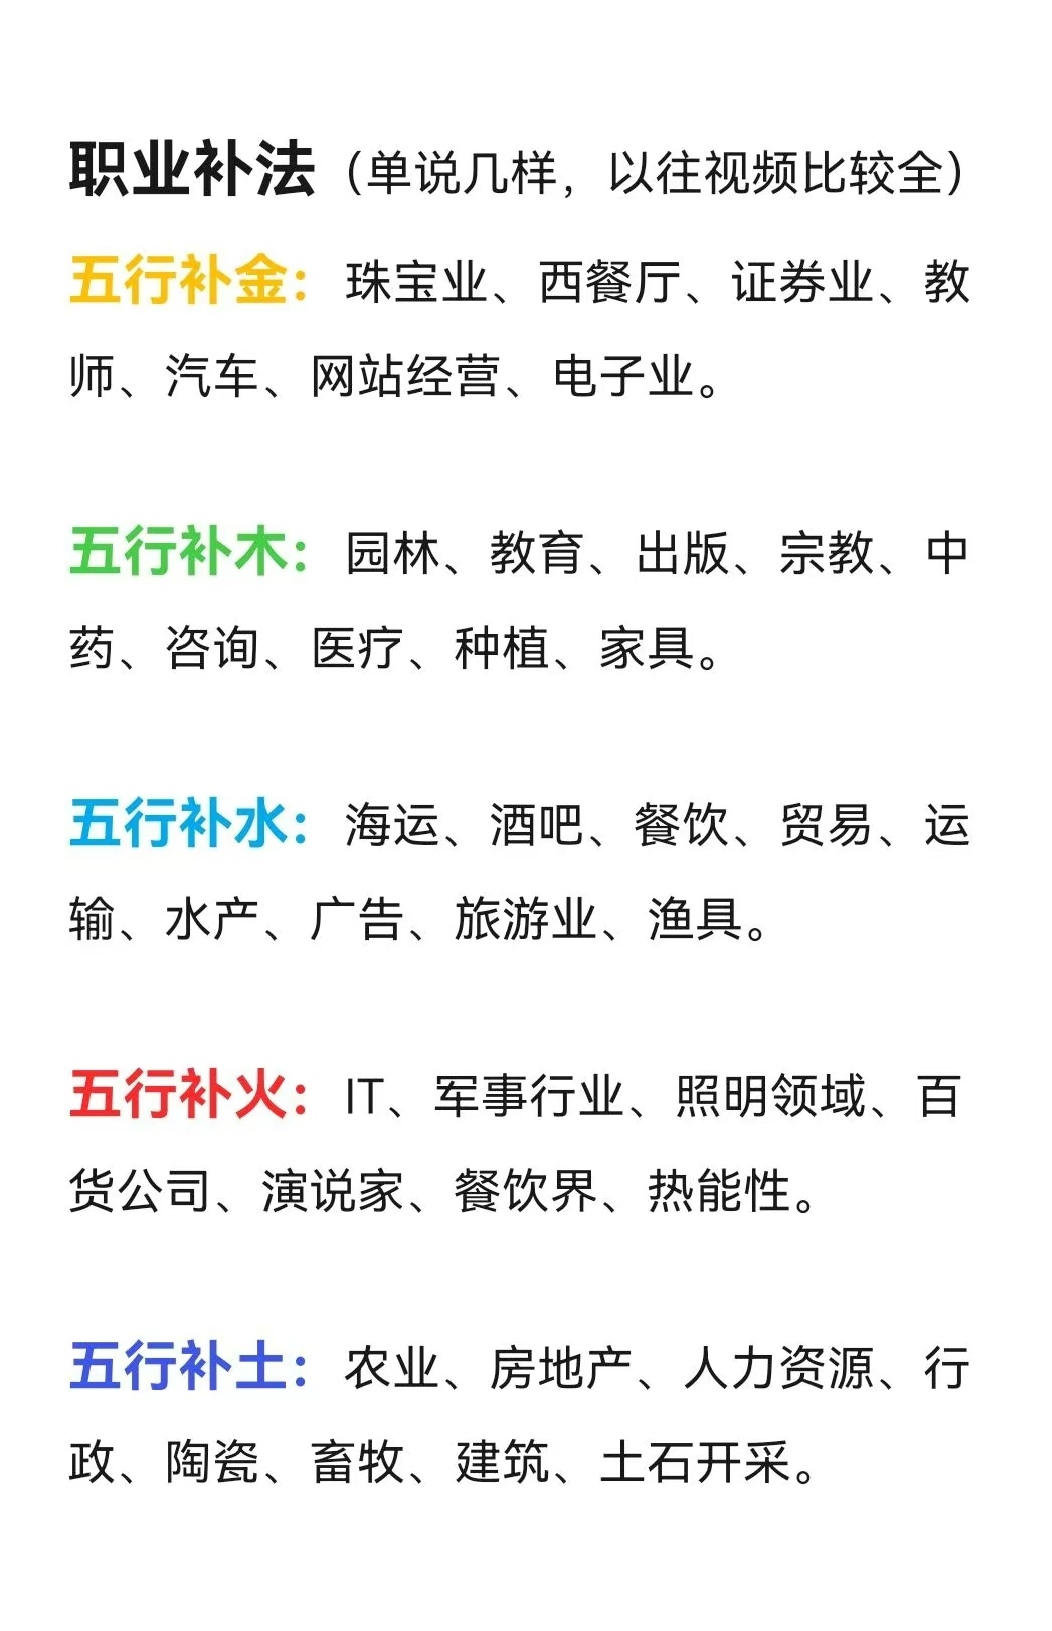 职业补法（单说几样，以往视频比较全）
五行补金：珠宝业、西餐厅、证券业、教
师、汽车、网站经营、电子业。
五行补木：园林、教育、出版、宗教、中
药、咨询、医疗、种植、家具。
五行补水：海运、酒吧、餐饮、贸易、运
输、水产、广告、旅游业、渔具。
五行补火：IT、军事行业、照明领域、百
货公司、演说家、餐饮界、热能性。
五行补土：农业、房地产、人力资源、行
政、陶瓷、畜牧、建筑、土石开采。